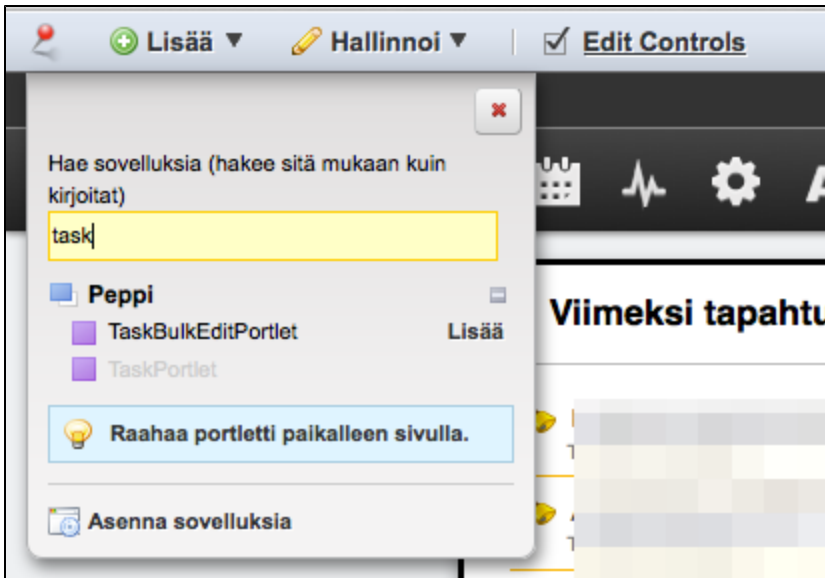 Lisää ▼ Hallinnoi ▼ Edit Controls
Hae sovelluksia (hakee sitä mukaan kuin
kirjoitat)
task
Peppi
TaskBulkEditPortlet Lisää
TaskPortlet
Raahaa portletti paikalleen sivulla.
Asenna sovelluksia
Viimeksi tapahtu